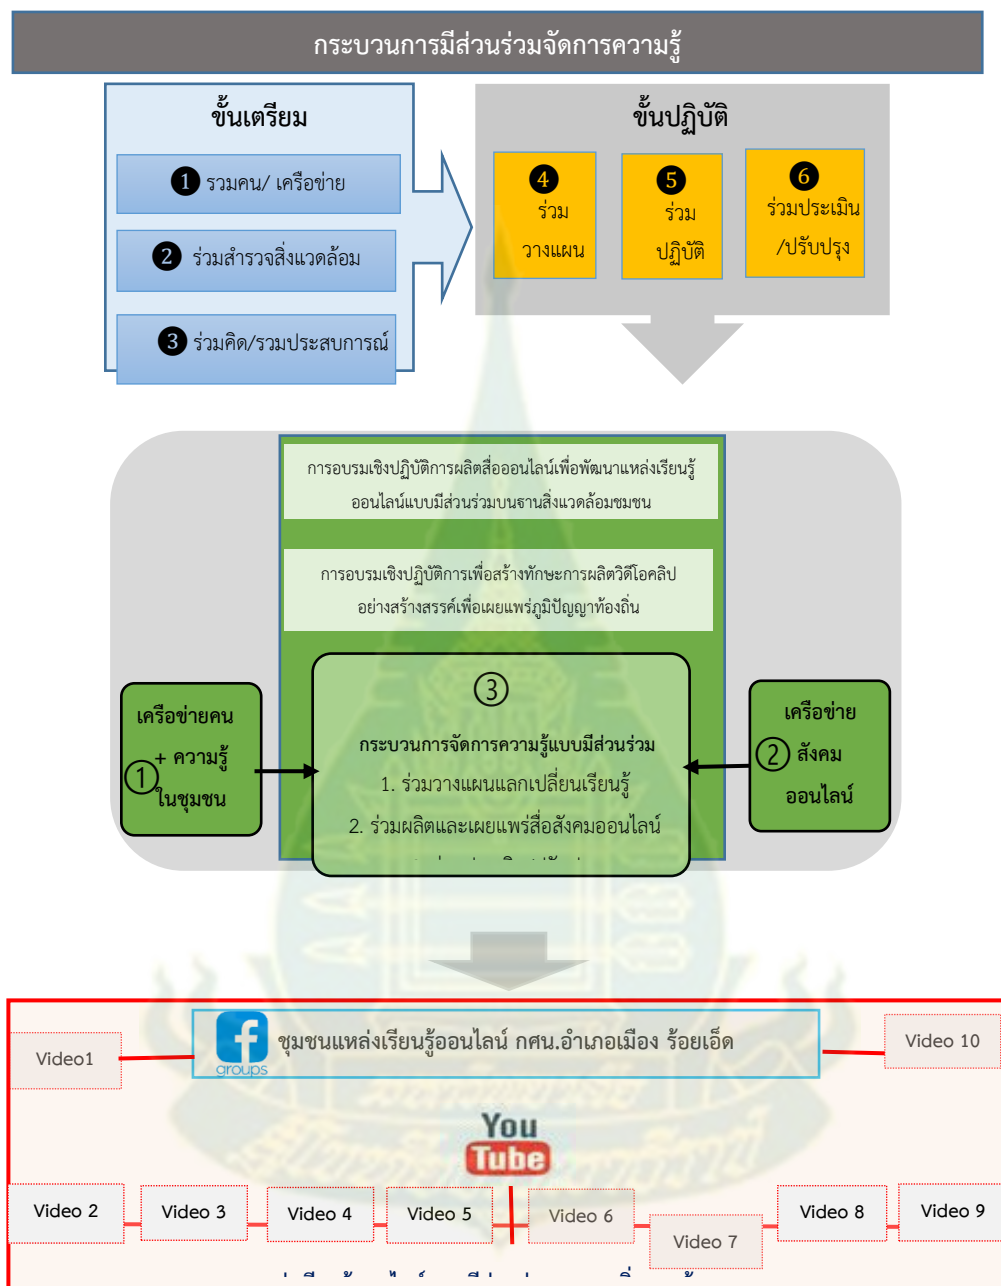 กระบวนการมีส่วนร่วมจัดการความรู้
ขั้นเตรียม
❶ รวมคน/ เครือข่าย
❷ ร่วมสำรวจสิ่งแวดล้อม
❸ ร่วมคิด/รวมประสบการณ์
ขั้นปฏิบัติ
❹
ร่วม
วางแผน
❺
ร่วม
ปฏิบัติ
❻
ร่วมประเมิน
/ปรับปรุง
การอบรมเชิงปฏิบัติการผลิตสื่อออนไลน์เพื่อพัฒนาแหล่งเรียนรู้
ออนไลน์แบบมีส่วนร่วมบนฐานสิ่งแวดล้อมชุมชน
การอบรมเชิงปฏิบัติการเพื่อสร้างทักษะการผลิตวิดีโอคลิป
อย่างสร้างสรรค์เพื่อเผยแพร่ภูมิปัญญาท้องถิ่น
เครือข่ายคน
+ ความรู้
①
ในชุมชน
③
กระบวนการจัดการความรู้แบบมีส่วนร่วม
1. ร่วมวางแผนแลกเปลี่ยนเรียนรู้
2. ร่วมผลิตและเผยแพร่สื่อสังคมออนไลน์
เครือข่าย
② สังคม
ออนไลน์
Video1
groups
ชุมชนแหล่งเรียนรู้ออนไลน์ กศน.อำเภอเมือง ร้อยเอ็ด
Video 10
You
Tube
Video 2
Video 3
Video 4
Video 5
Video 6
Video 7
Video 8
Video 9